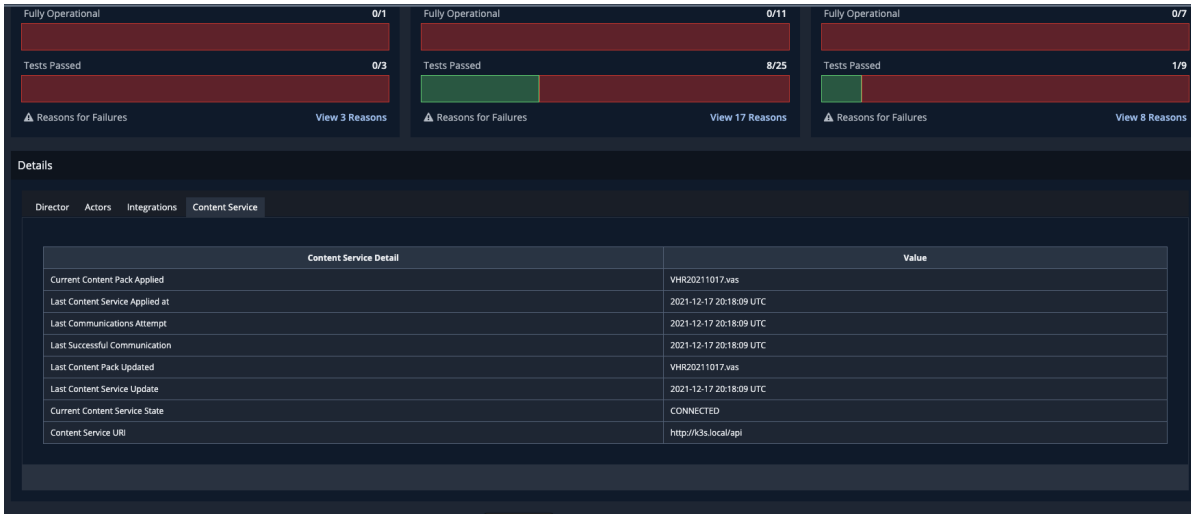 Fully Operational 0/1
Fully Operational 0/11
Fully Operational 0/7
Tests Passed 0/3
Tests Passed 8/25
Tests Passed 1/9
Reasons for Failures View 3 Reasons
Reasons for Failures View 17 Reasons
Reasons for Failures View 8 Reasons
Details
Director Actors Integrations Content Service
Content Service Detail Value
Current Content Pack Applied VHR20211017.vas
Last Content Service Applied at 2021-12-17 20:18:09 UTC
Last Communications Attempt 2021-12-17 20:18:09 UTC
Last Successful Communication 2021-12-17 20:18:09 UTC
Last Content Pack Updated VHR20211017.vas
Last Content Service Update 2021-12-17 20:18:09 UTC
Current Content Service State CONNECTED
Content Service URI http://k3s.local/api